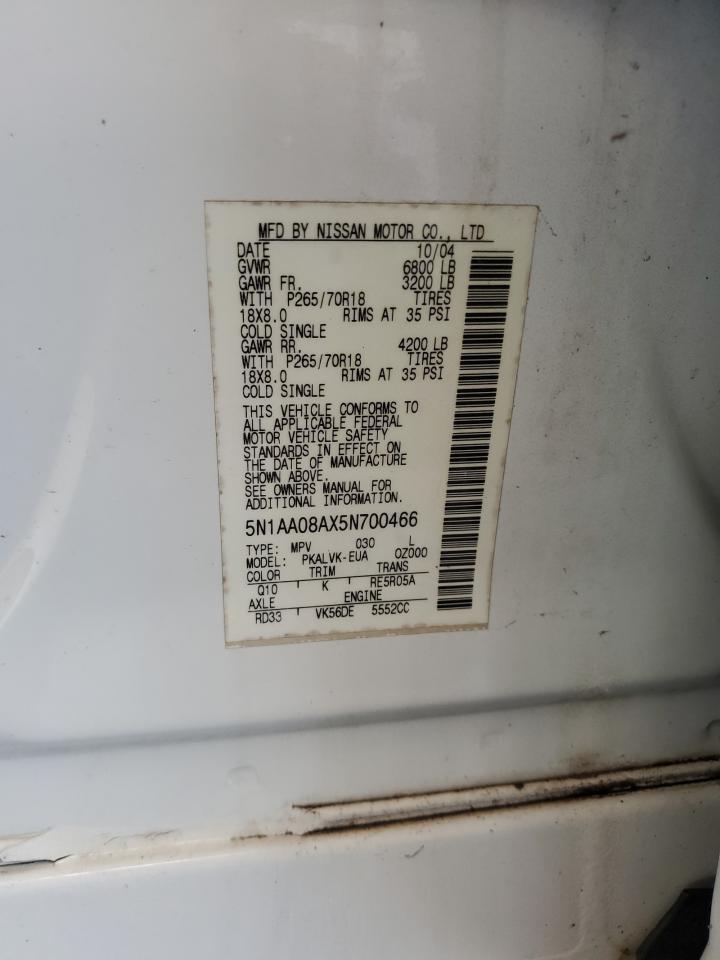 MFD BY NISSAN MOTOR CO., LTD
DATE 10/04
GVWR 6800 LB
GAWR FR. 3200 LB
WITH P265/70R18 TIRES
18X8.0 RIMS AT 35 PSI
COLD SINGLE
GAWR RR. 4200 LB
WITH P265/70R18 TIRES
18X8.0 RIMS AT 35 PSI
COLD SINGLE
THIS VEHICLE CONFORMS TO
ALL APPLICABLE FEDERAL
MOTOR VEHICLE SAFETY
STANDARDS IN EFFECT ON
THE DATE OF MANUFACTURE
SHOWN ABOVE.
SEE OWNERS MANUAL FOR
ADDITIONAL INFORMATION.
5N1AA08AX5N700466
TYPE: MPV 030 L
MODEL: PKALVK-EUA OZ000
COLOR TRIM TRANS
Q10 K RE5R05A
AXLE ENGINE
RD33 VK56DE 5552CC